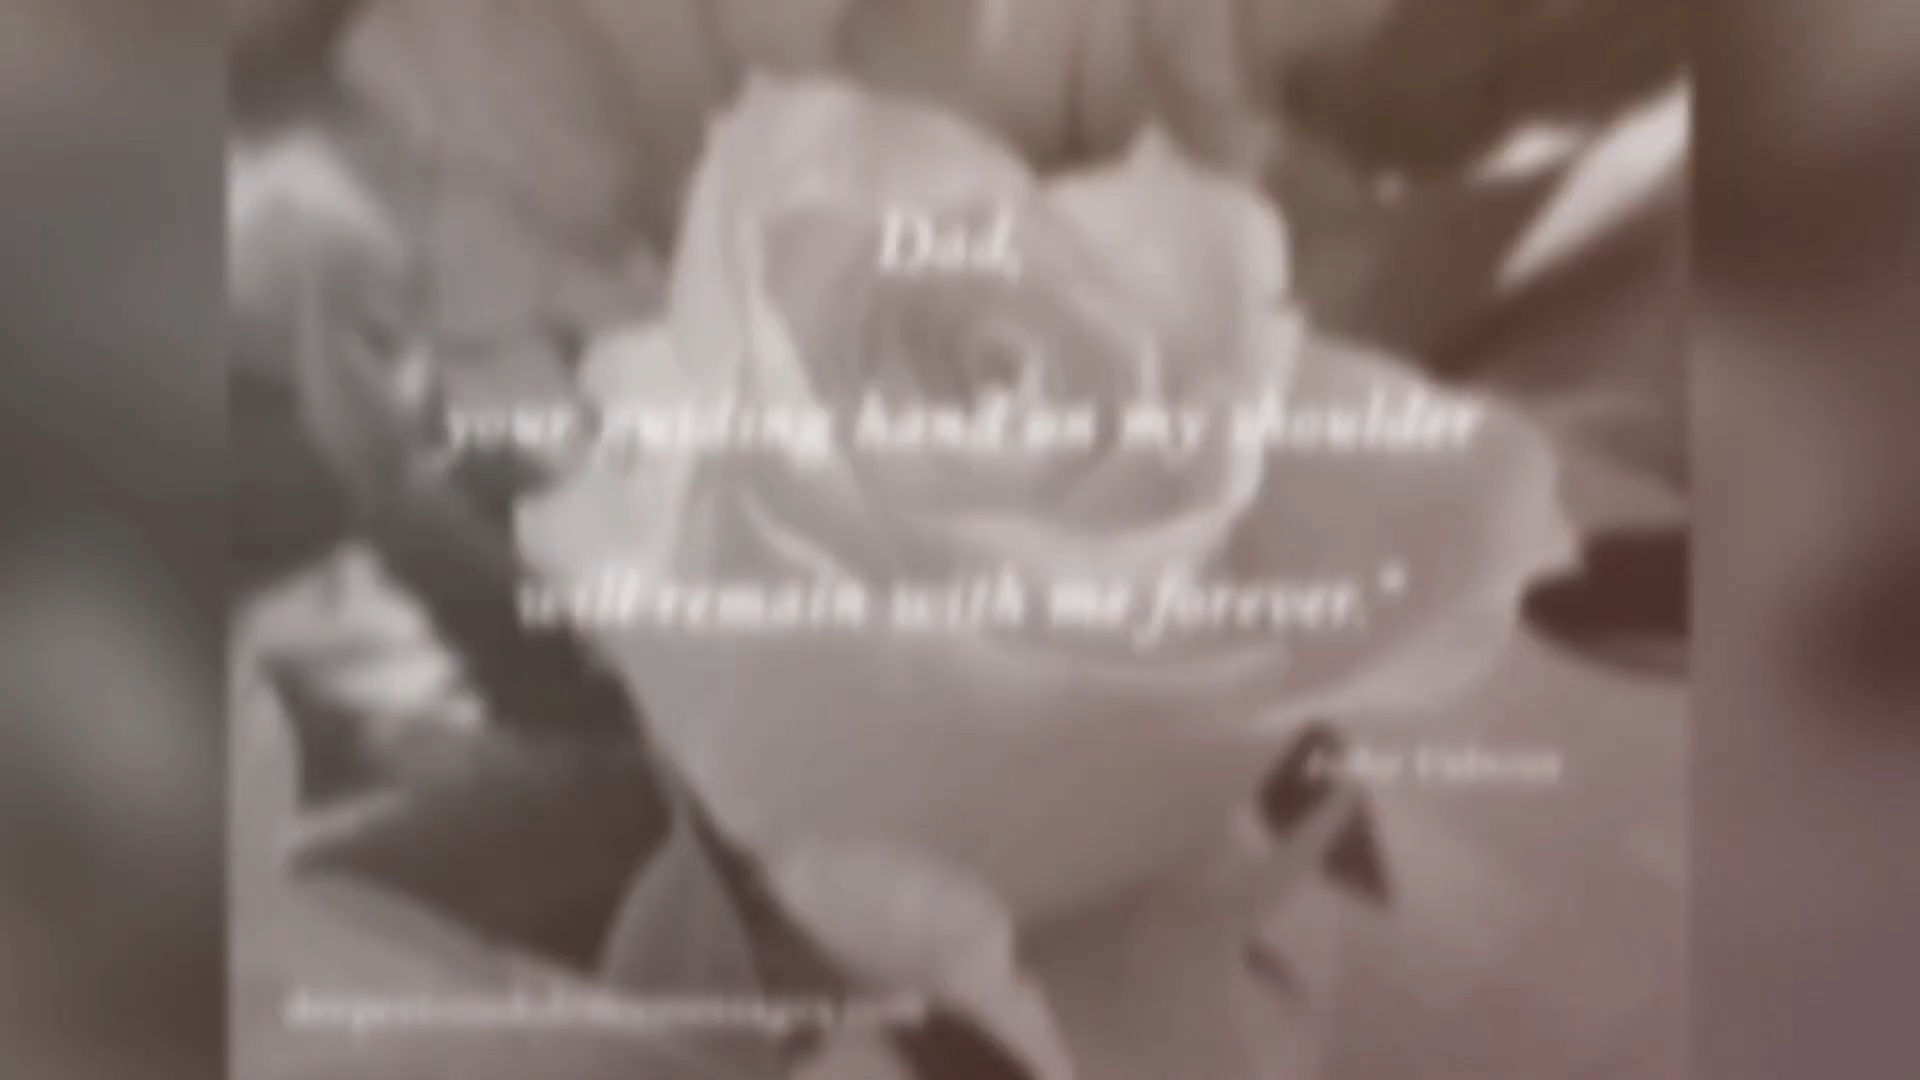 Dad,
your guiding hand on my shoulder
will remain with me forever."